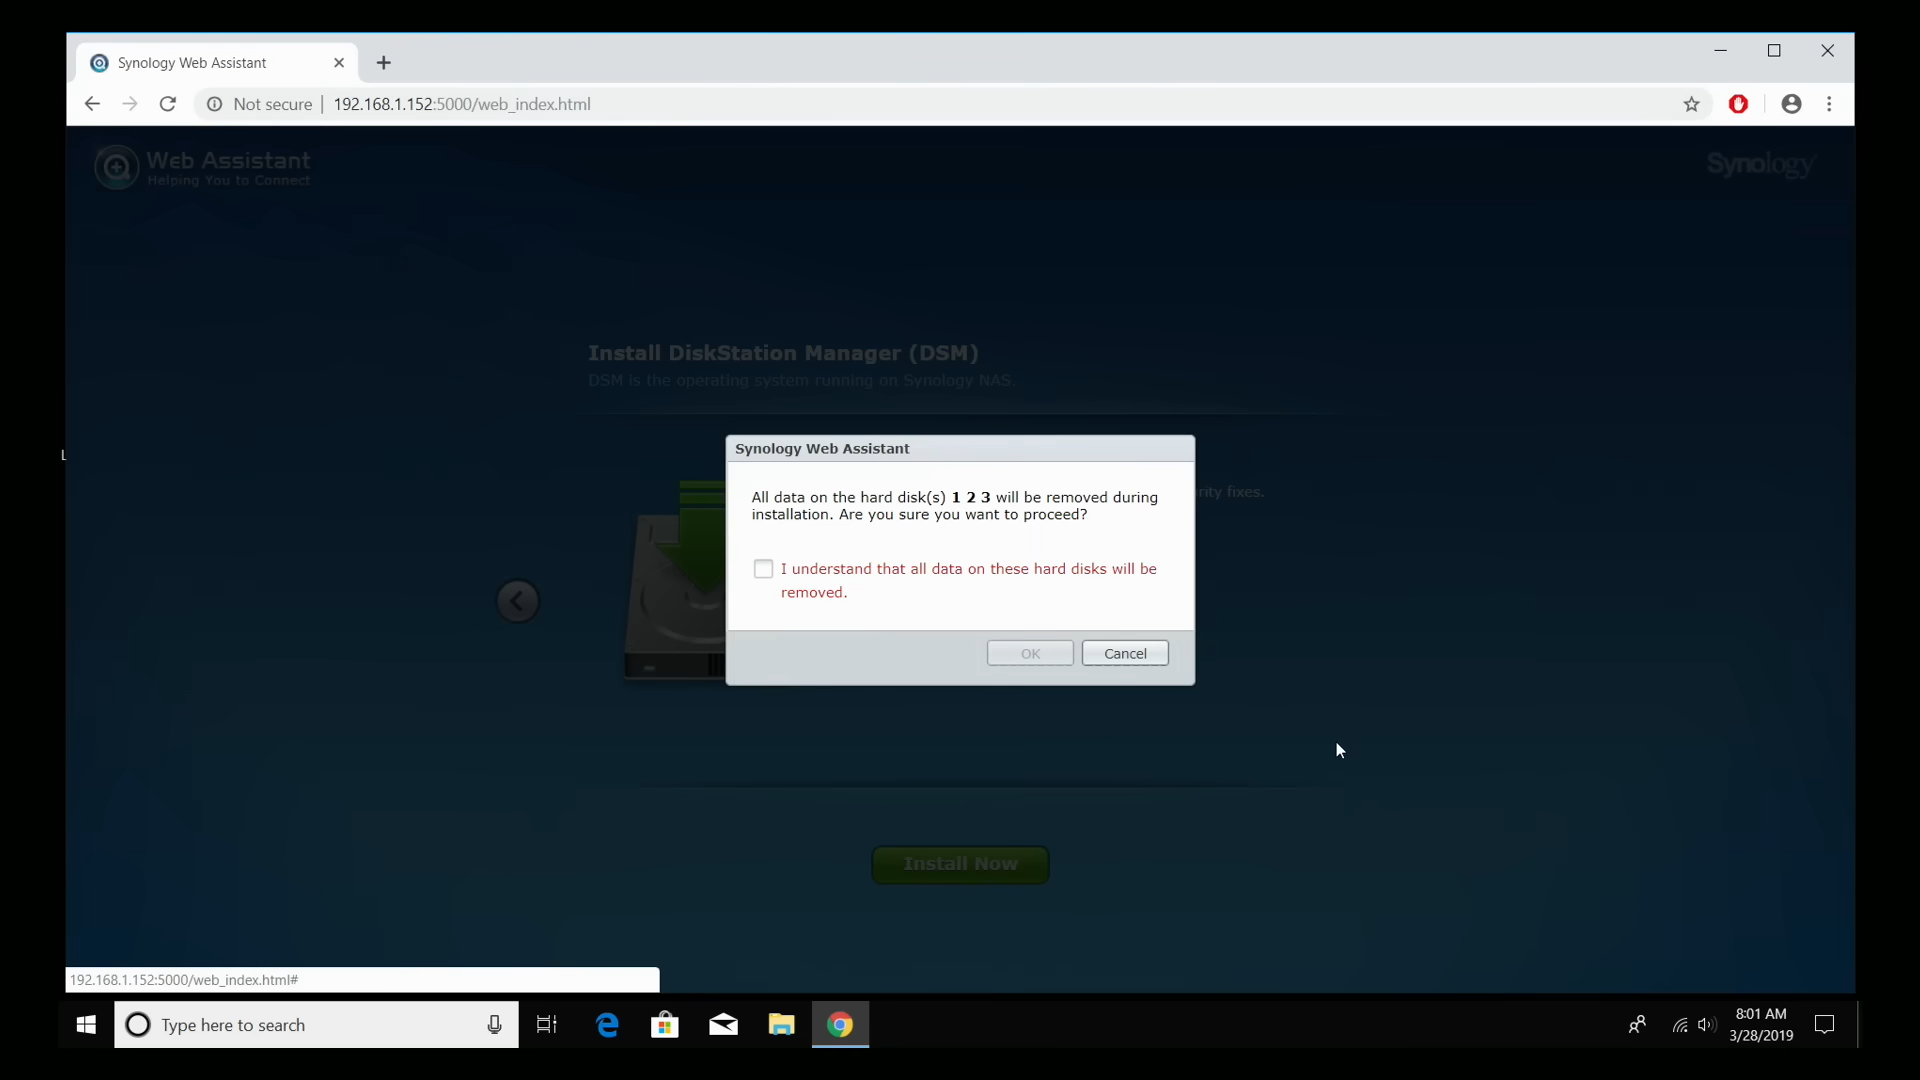 Synology Web Assistant
Not secure | 192.168.1.152:5000/web_index.html
Web Assistant
Helping You to Connect
Synology
Install DiskStation Manager (DSM)
DSM is the operating system running on Synology NAS.
L
Synology Web Assistant
All data on the hard disk(s) 1 2 3 will be removed during
installation. Are you sure you want to proceed?
rity fixes.
I understand that all data on these hard disks will be
removed.
OK
Cancel
Install Now
192.168.1.152:5000/web_index.html#
Type here to search
8:01 AM
3/28/2019